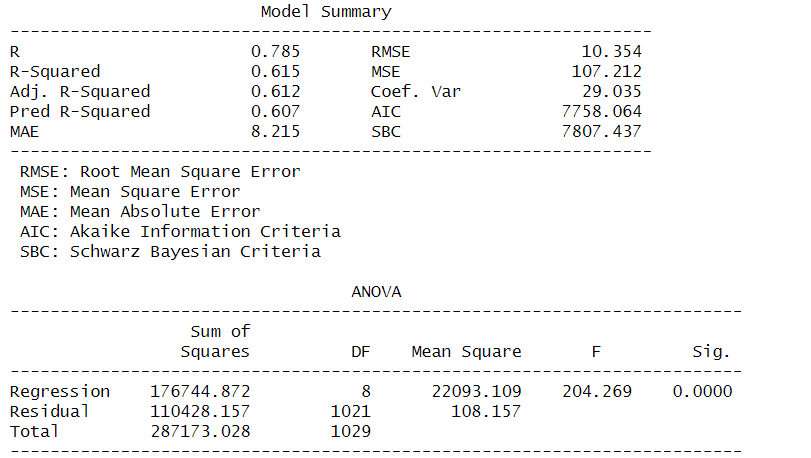 Model Summary
-----------------------------------------------------------------
R 0.785 RMSE 10.354
R-Squared 0.615 MSE 107.212
Adj. R-Squared 0.612 Coef. Var 29.035
Pred R-Squared 0.607 AIC 7758.064
MAE 8.215 SBC 7807.437
-----------------------------------------------------------------
RMSE: Root Mean Square Error
MSE: Mean Square Error
MAE: Mean Absolute Error
AIC: Akaike Information Criteria
SBC: Schwarz Bayesian Criteria
ANOVA
--------------------------------------------------------------------------
Sum of
Squares DF Mean Square F Sig.
--------------------------------------------------------------------------
Regression 176744.872 8 22093.109 204.269 0.0000
Residual 110428.157 1021 108.157
Total 287173.028 1029
--------------------------------------------------------------------------